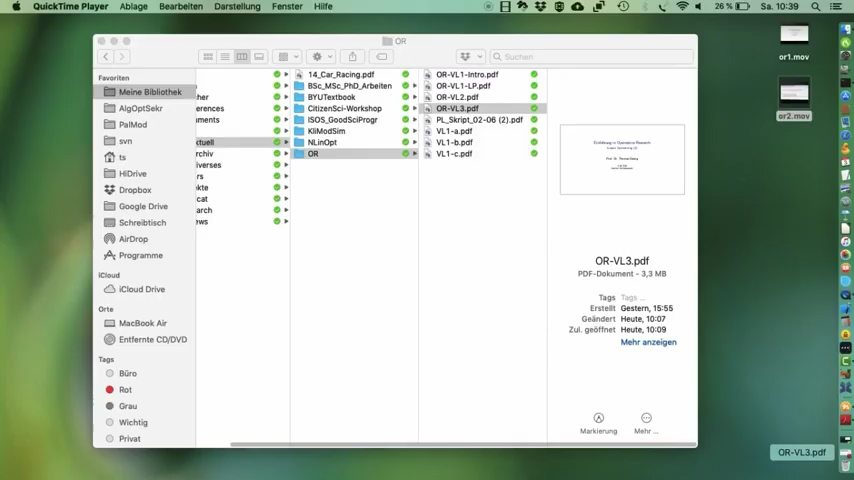 QuickTime Player Ablage Bearbeiten Darstellung Fenster Hilfe
26 % Sa. 10:39
OR
Suchen
or1.mov
or2.mov
Favoriten
Meine Bibliothek
AlgOptSekr
PalMod
svn
ts
HiDrive
Dropbox
Google Drive
Schreibtisch
AirDrop
Programme
iCloud
iCloud Drive
Orte
MacBook Air
Entfernte CD/DVD
Tags
Büro
Rot
Grau
Wichtig
Privat
cher
ferences
uments
ktuell
rchiv
iverses
rs
ekte
cat
arch
ews
14_Car_Racing.pdf
BSc_MSc_PhD_Arbeiten
BYUTextbook
CitizenSci-Workshop
ISOS_GoodSciProgr
KliModSim
NLinOpt
OR
OR-VL1-Intro.pdf
OR-VL1-LP.pdf
OR-VL2.pdf
OR-VL3.pdf
PL_Skript_02-06 (2).pdf
VL1-a.pdf
VL1-b.pdf
VL1-c.pdf
Einführung in Operations Research
OR-VL3.pdf
PDF-Dokument - 3,3 MB
Tags Tags ...
Erstellt Gestern, 15:55
Geändert Heute, 10:07
Zul. geöffnet Heute, 10:09
Mehr anzeigen
Markierung Mehr ...
OR-VL3.pdf